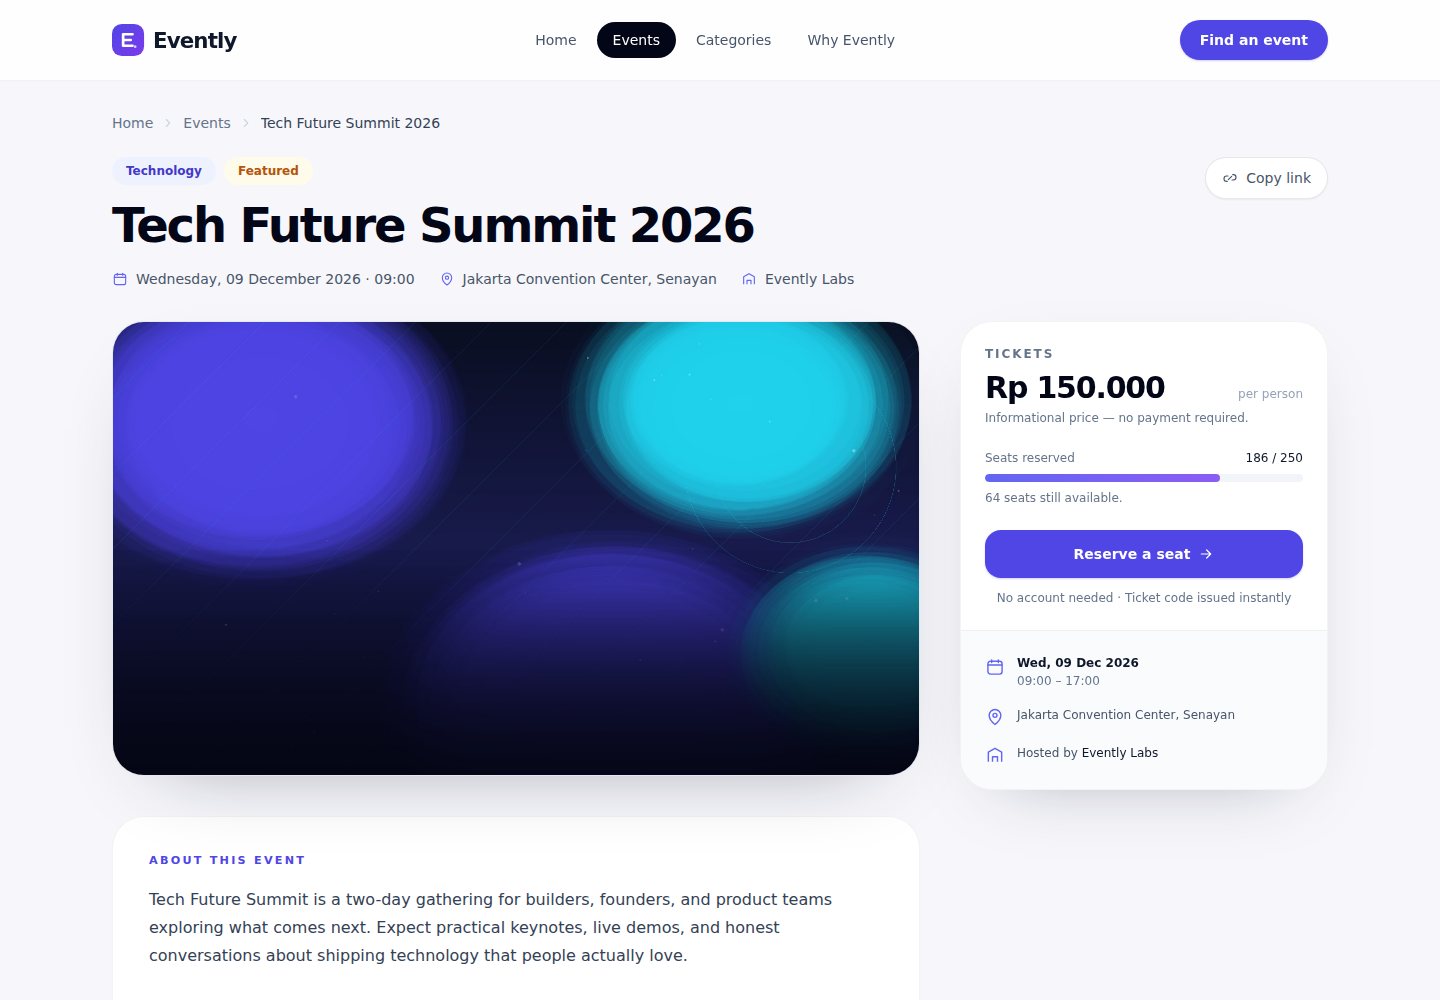 Evently
Home
Events
Categories
Why Evently
Find an event
Home
Events
Tech Future Summit 2026
Technology
Featured
Copy link
Tech Future Summit 2026
Wednesday, 09 December 2026 · 09:00
Jakarta Convention Center, Senayan
Evently Labs
TICKETS
Rp 150.000
per person
Informational price — no payment required.
Seats reserved
186 / 250
64 seats still available.
Reserve a seat
No account needed · Ticket code issued instantly
Wed, 09 Dec 2026
09:00 – 17:00
Jakarta Convention Center, Senayan
Hosted by Evently Labs
ABOUT THIS EVENT
Tech Future Summit is a two-day gathering for builders, founders, and product teams
exploring what comes next. Expect practical keynotes, live demos, and honest
conversations about shipping technology that people actually love.